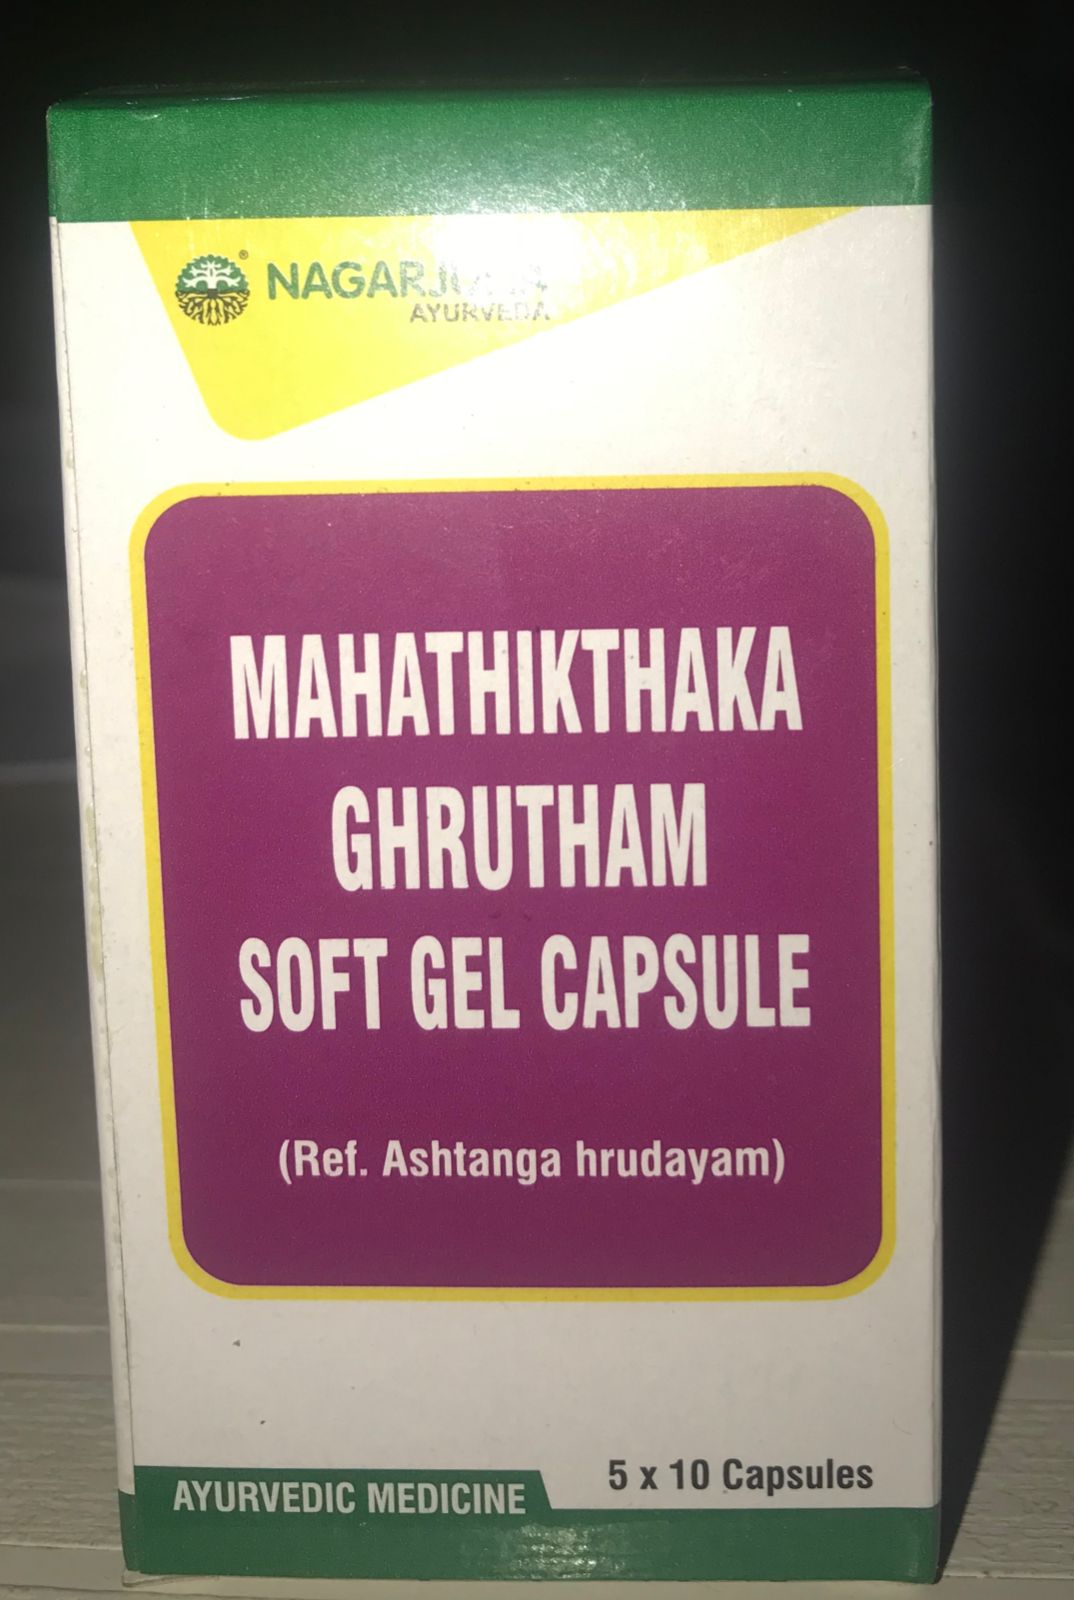 NAGARJUNA
AYURVEDA
MAHATHIKTHAKA
GHRUTHAM
SOFT GEL CAPSULE
(Ref. Ashtanga hrudayam)
5 x 10 Capsules
AYURVEDIC MEDICINE